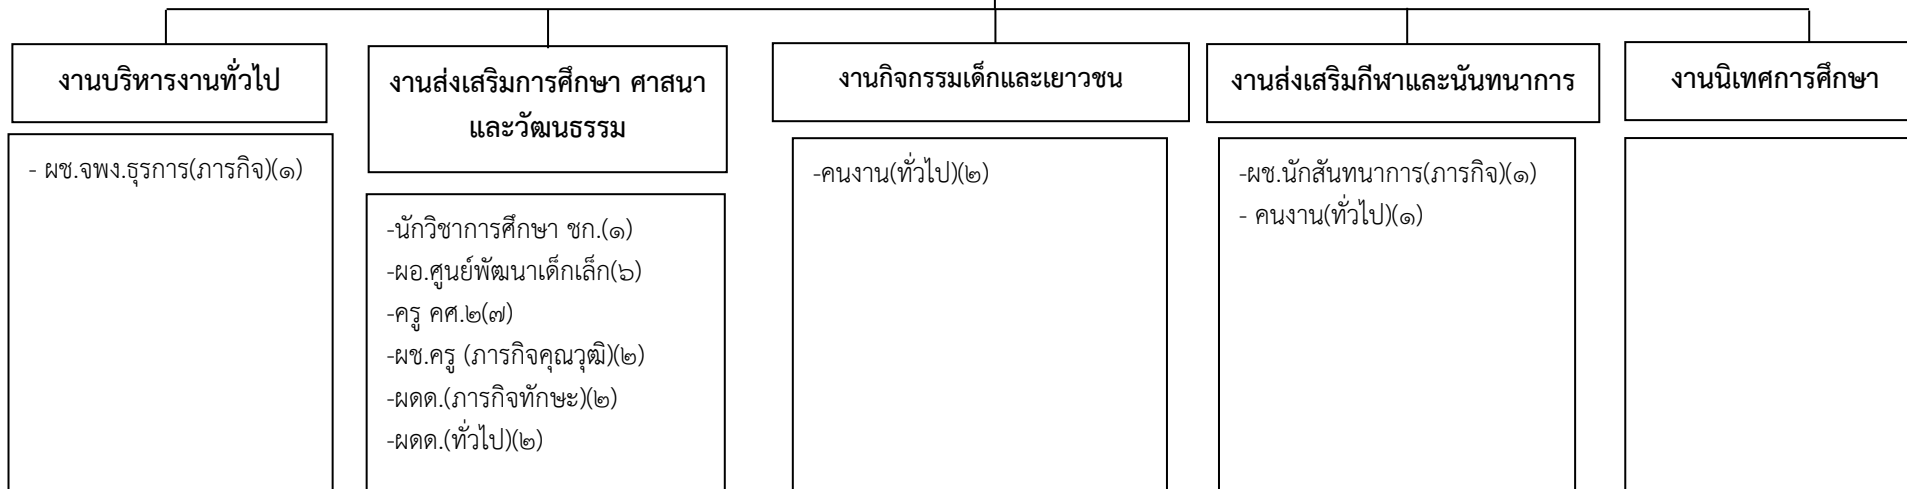 งานบริหารงานทั่วไป
- ผช.จพง.ธุรการ(ภารกิจ)(๑)
งานส่งเสริมการศึกษา ศาสนา
และวัฒนธรรม
-นักวิชาการศึกษา ชก.(๑)
-ผอ.ศูนย์พัฒนาเด็กเล็ก(๖)
-ครู คศ.๒(๗)
-ผช.ครู (ภารกิจคุณวุฒิ)(๒)
-ผดด.(ภารกิจทักษะ)(๒)
-ผดด.(ทั่วไป)(๒)
งานกิจกรรมเด็กและเยาวชน
-คนงาน(ทั่วไป)(๒)
งานส่งเสริมกีฬาและนันทนาการ
-ผช.นักสันทนาการ(ภารกิจ)(๑)
- คนงาน(ทั่วไป)(๑)
งานนิเทศการศึกษา